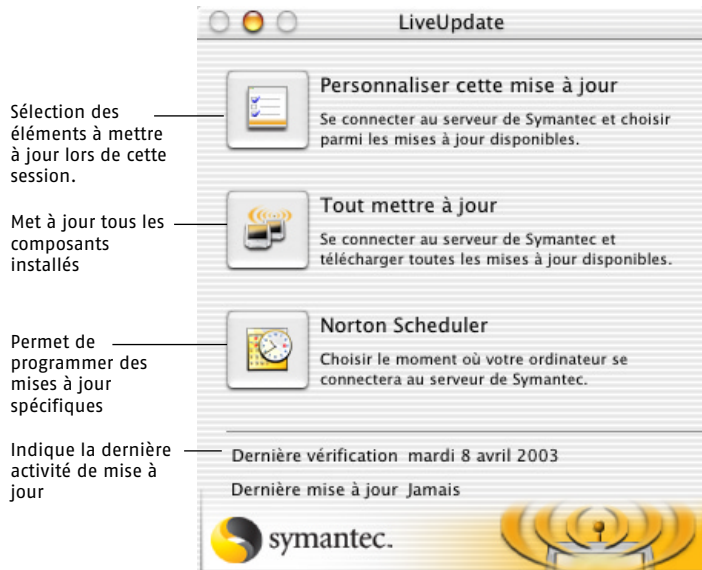 LiveUpdate
Sélection des
éléments à mettre
à jour lors de cette
session.
Personnaliser cette mise à jour
Se connecter au serveur de Symantec et choisir
parmi les mises à jour disponibles.
Met à jour tous les
composants
installés
Tout mettre à jour
Se connecter au serveur de Symantec et
télécharger toutes les mises à jour disponibles.
Permet de
programmer des
mises à jour
spécifiques
Norton Scheduler
Choisir le moment où votre ordinateur se
connectera au serveur de Symantec.
Indique la dernière
activité de mise à
jour
Dernière vérification mardi 8 avril 2003
Dernière mise à jour Jamais
symantec.